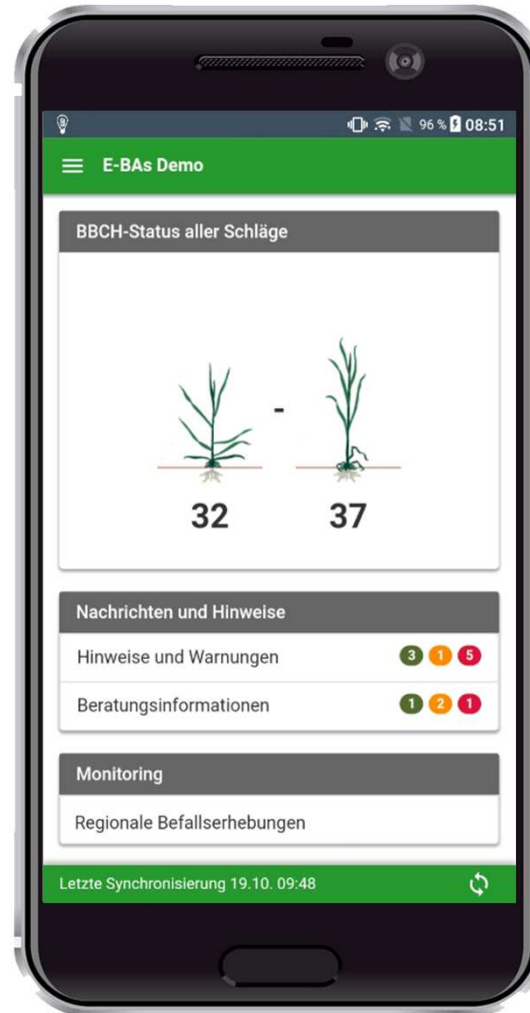 96 % 08:51
E-BAs Demo
BBCH-Status aller Schläge
-
32 37
Nachrichten und Hinweise
Hinweise und Warnungen 3 1 5
Beratungsinformationen 1 2 1
Monitoring
Regionale Befallserhebungen
Letzte Synchronisierung 19.10. 09:48